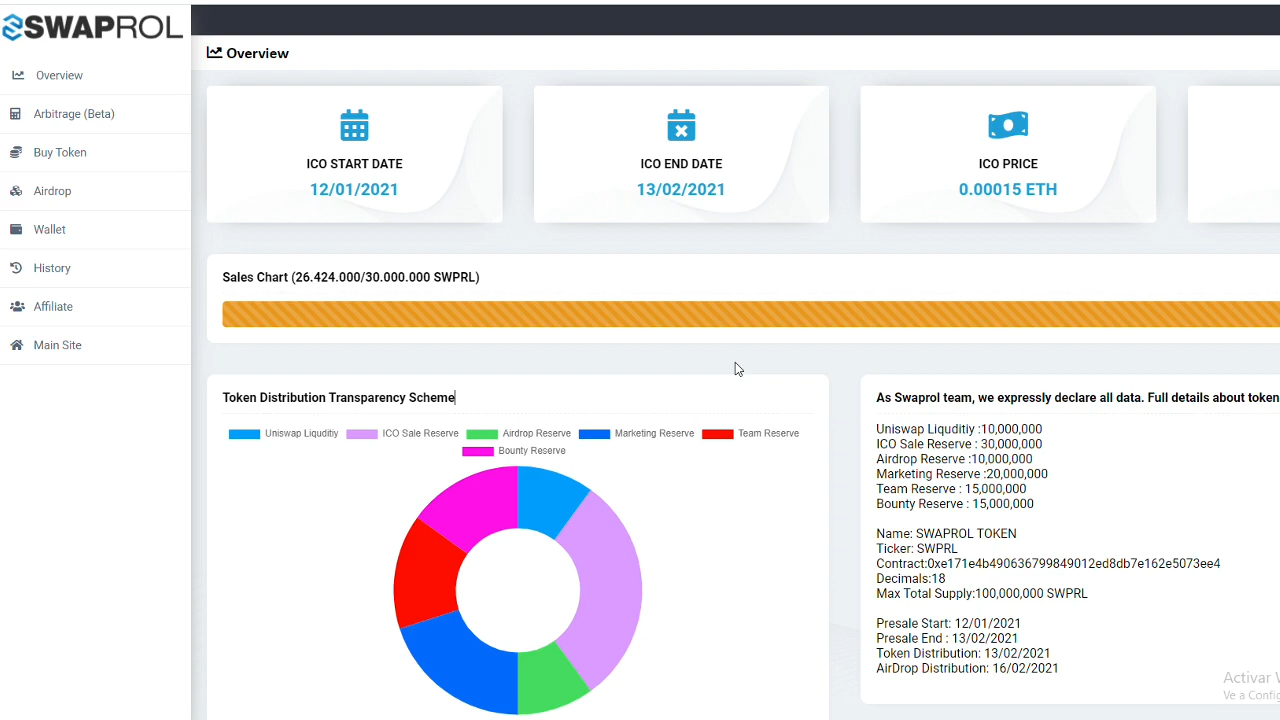 SWAPROL
Overview
Arbitrage (Beta)
Buy Token
Airdrop
Wallet
History
Affiliate
Main Site
Overview
ICO START DATE
12/01/2021
ICO END DATE
13/02/2021
ICO PRICE
0.00015 ETH
Sales Chart (26.424.000/30.000.000 SWPRL)
Token Distribution Transparency Scheme
Uniswap Liquditiy ICO Sale Reserve Airdrop Reserve Marketing Reserve Team Reserve
Bounty Reserve
As Swaprol team, we expressly declare all data. Full details about token
Uniswap Liquditiy :10,000,000
ICO Sale Reserve : 30,000,000
Airdrop Reserve :10,000,000
Marketing Reserve :20,000,000
Team Reserve : 15,000,000
Bounty Reserve : 15,000,000
Name: SWAPROL TOKEN
Ticker: SWPRL
Contract:0xe171e4b490636799849012ed8db7e162e5073ee4
Decimals:18
Max Total Supply:100,000,000 SWPRL
Presale Start: 12/01/2021
Presale End : 13/02/2021
Token Distribution: 13/02/2021
AirDrop Distribution: 16/02/2021
Activar
Ve a Config